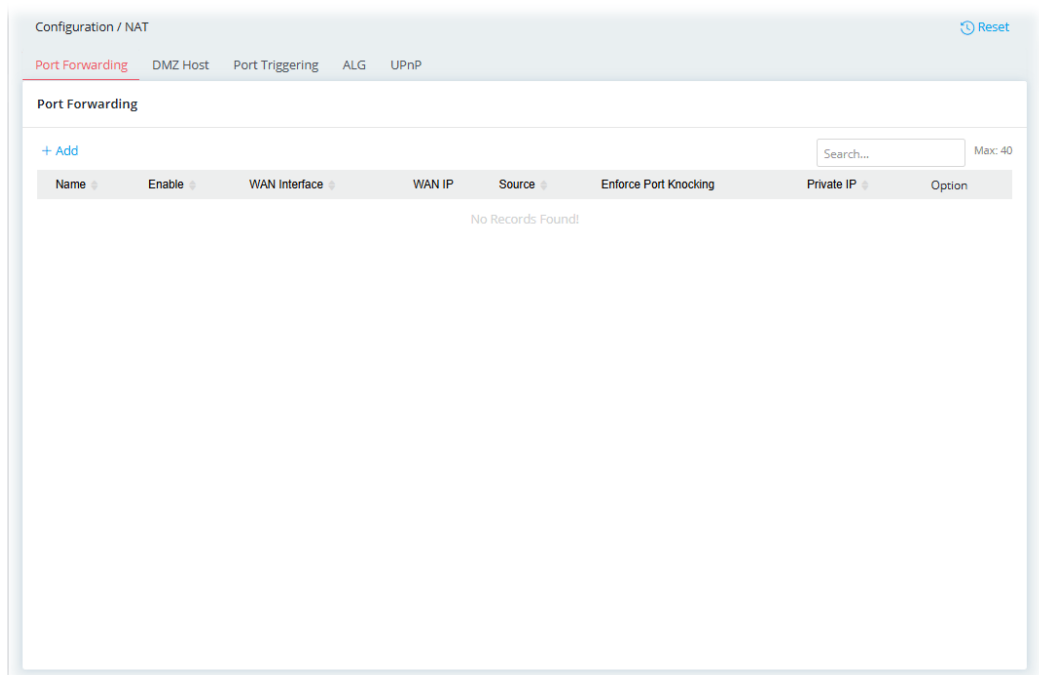 Configuration / NAT
Reset
Port Forwarding DMZ Host Port Triggering ALG UPnP
Port Forwarding
+ Add
Search...
Max: 40
Name Enable WAN Interface WAN IP Source Enforce Port Knocking Private IP Option
No Records Found!